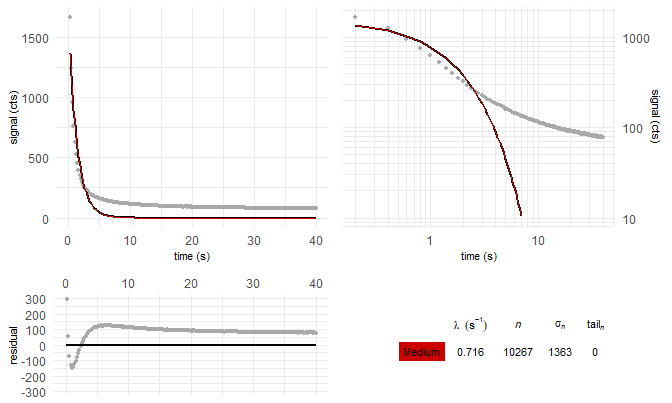 1500
1000
500
0
signal (cts)
0 10 20 30 40
time (s)
1000
100
10
signal (cts)
1 10
time (s)
0 10 20 30 40
300
200
100
0
-100
-200
-300
residual
λ (s⁻¹) n σₙ tailₙ
Medium 0.716 10267 1363 0